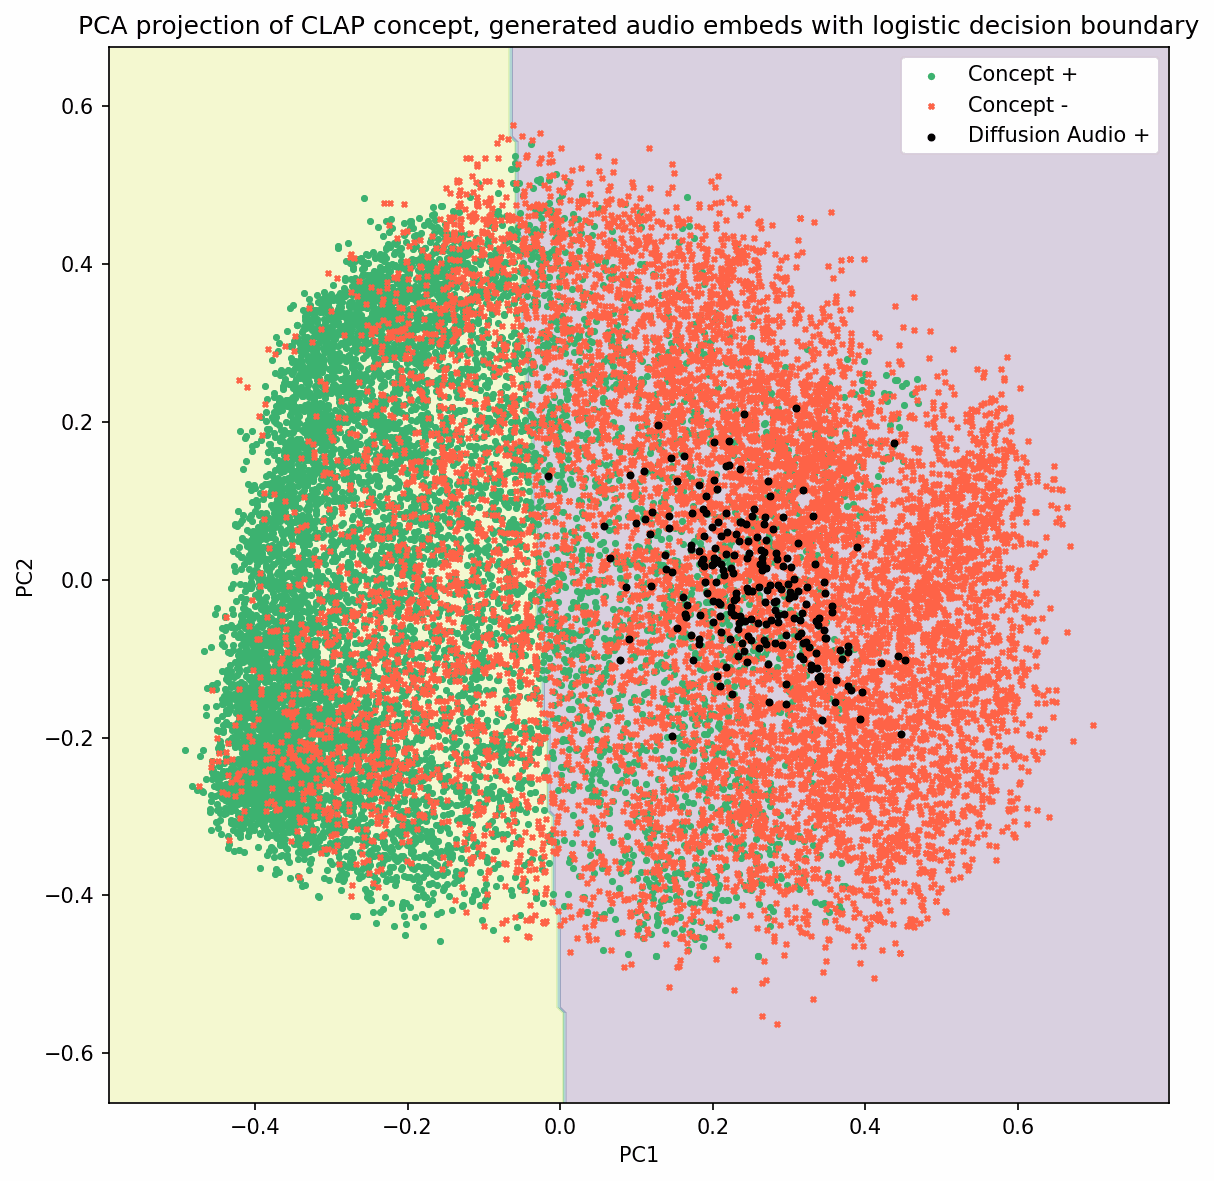 PCA projection of CLAP concept, generated audio embeds with logistic decision boundary
Concept +
Concept -
Diffusion Audio +
0.6
0.4
0.2
0.0
−0.2
−0.4
−0.6
PC2
−0.4
−0.2
0.0
0.2
0.4
0.6
PC1